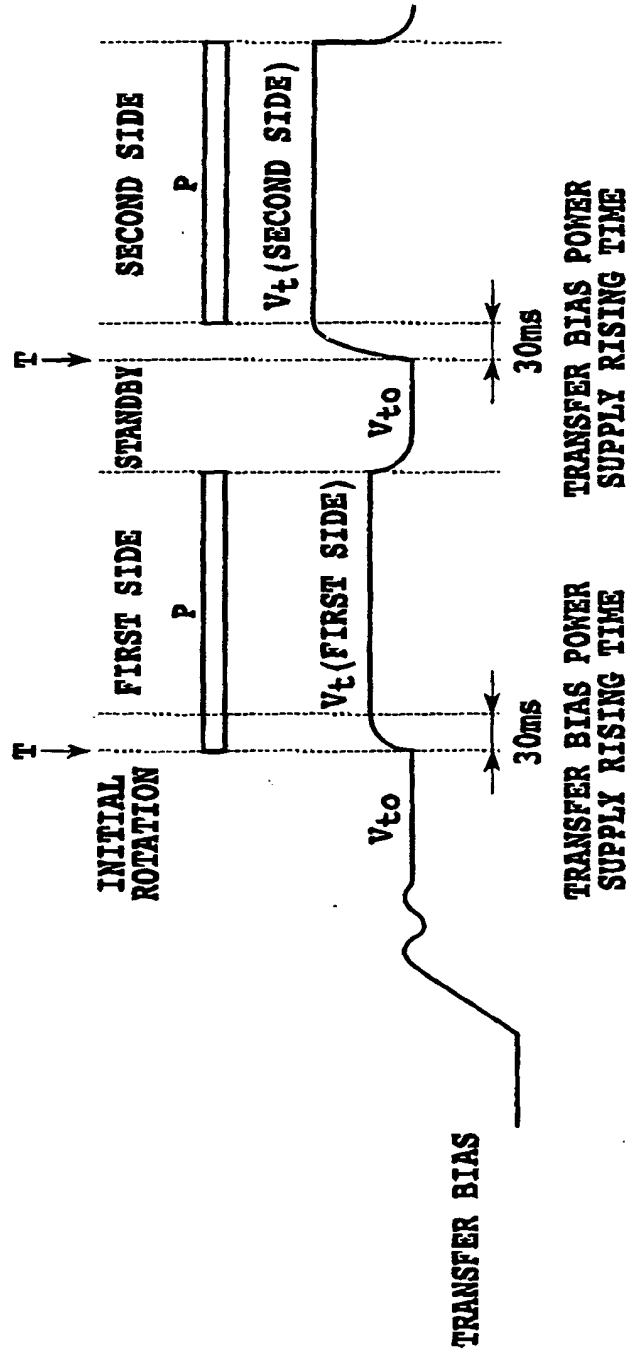 T
T
INITIAL
ROTATION
FIRST SIDE
STANDBY
SECOND SIDE
P
P
Vt(FIRST SIDE)
Vt(SECOND SIDE)
Vto
Vto
TRANSFER BIAS
30ms
30ms
TRANSFER BIAS POWER
SUPPLY RISING TIME
TRANSFER BIAS POWER
SUPPLY RISING TIME